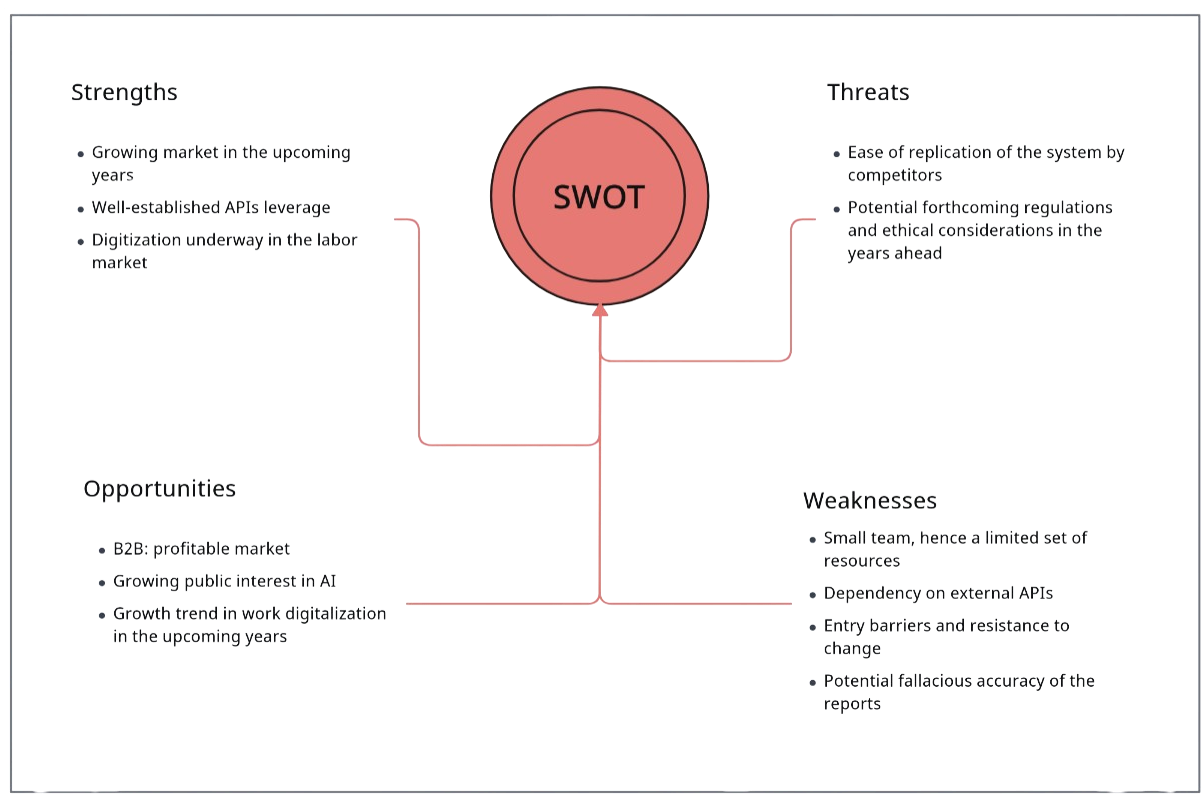 Strengths
• Growing market in the upcoming
years
• Well-established APIs leverage
• Digitization underway in the labor
market
SWOT
Threats
• Ease of replication of the system by
competitors
• Potential forthcoming regulations
and ethical considerations in the
years ahead
Opportunities
• B2B: profitable market
• Growing public interest in AI
• Growth trend in work digitalization
in the upcoming years
Weaknesses
• Small team, hence a limited set of
resources
• Dependency on external APIs
• Entry barriers and resistance to
change
• Potential fallacious accuracy of the
reports